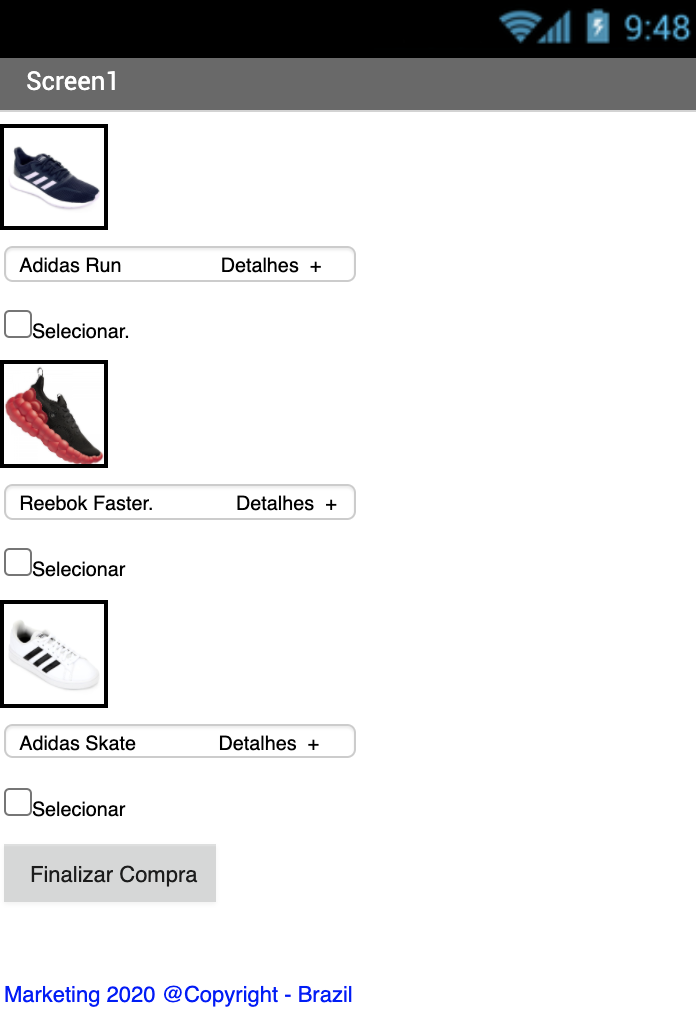 9:48
Screen1
Adidas Run Detalhes +
Selecionar.
Reebok Faster. Detalhes +
Selecionar
Adidas Skate Detalhes +
Selecionar
Finalizar Compra
Marketing 2020 @Copyright - Brazil